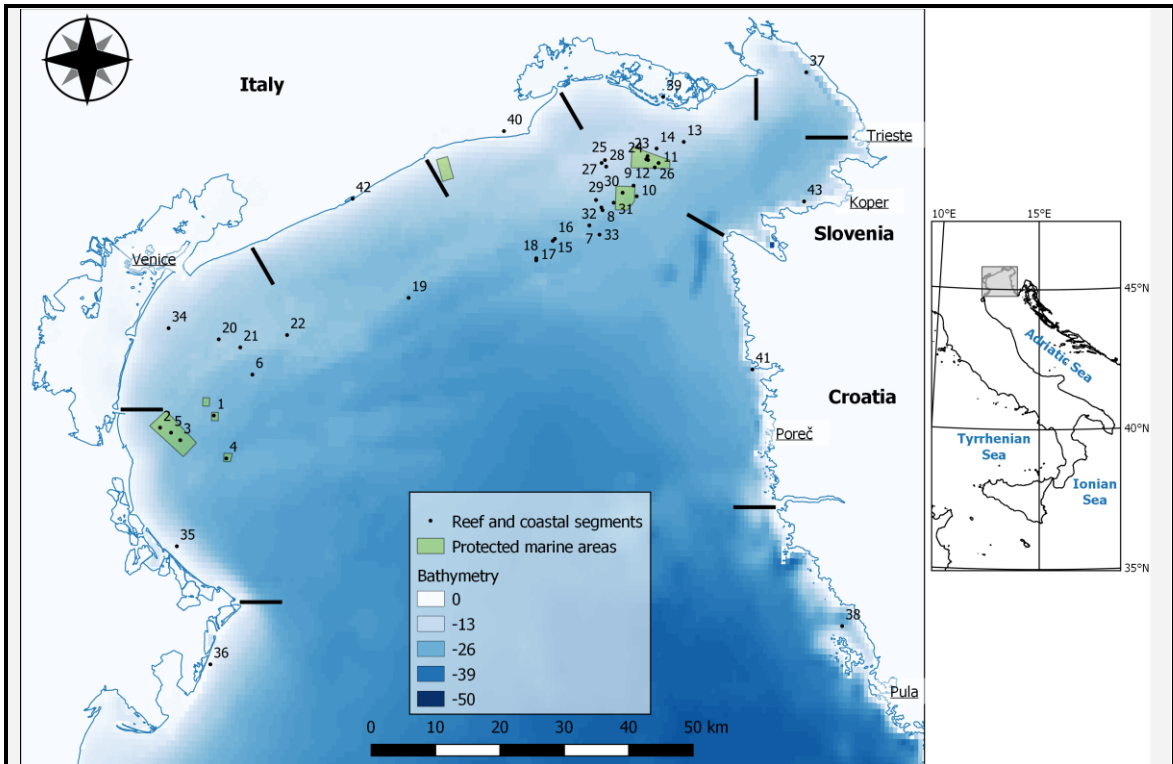 37
Italy
39
40
13
14
23
24
25
28
11
27
26
Trieste
9
12
42
29
30
10
43
Koper
32
31
8
Slovenia
16
7
33
10°E
15°E
18
15
17
Venice
19
45°N
34
20
21
22
6
Adriatic
Sea
41
1
Croatia
2
5
3
Poreč
40°N
4
Tyrrhenian
Sea
Ionian
Sea
Reef and coastal segments
Protected marine areas
35
Bathymetry
35°N
0
-13
38
-26
36
-39
-50
Pula
0
10
20
30
40
50 km